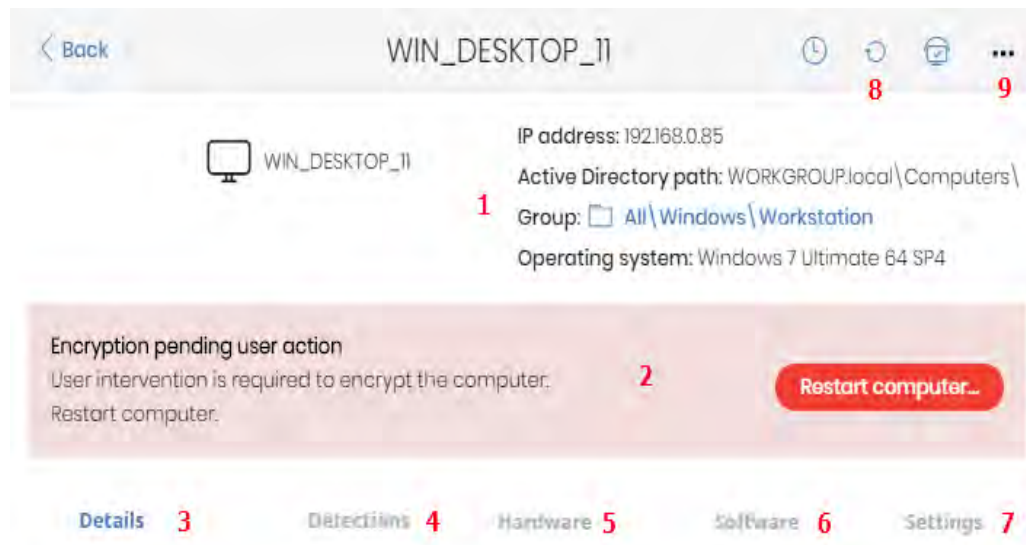 < Back WIN_DESKTOP_11 ...
8 9
WIN_DESKTOP_11
IP address: 192.168.0.85
Active Directory path: WORKGROUP.local\Computers\
1
Group: All\Windows\Workstation
Operating system: Windows 7 Ultimate 64 SP4
Encryption pending user action
User intervention is required to encrypt the computer.
Restart computer.
2
Restart computer...
Details 3 Detections 4 Hardware 5 Software 6 Settings 7